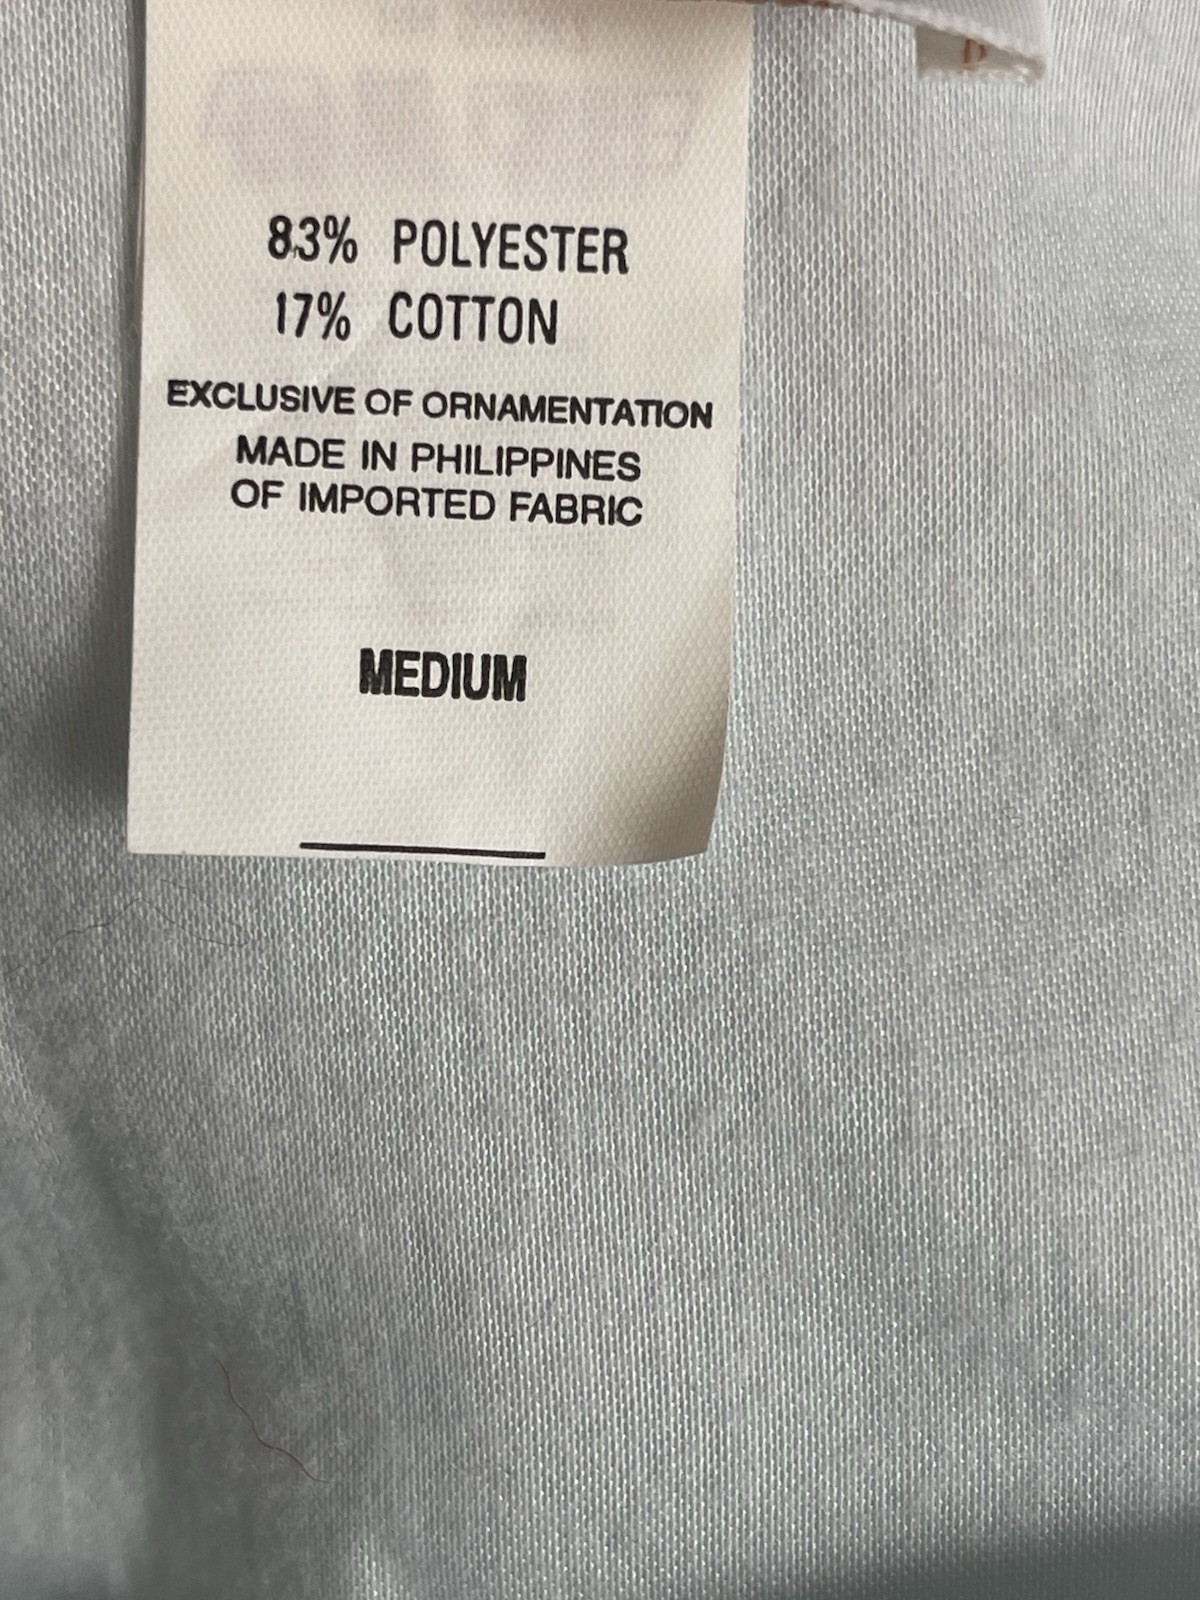 83% POLYESTER
17% COTTON
EXCLUSIVE OF ORNAMENTATION
MADE IN PHILIPPINES
OF IMPORTED FABRIC
MEDIUM